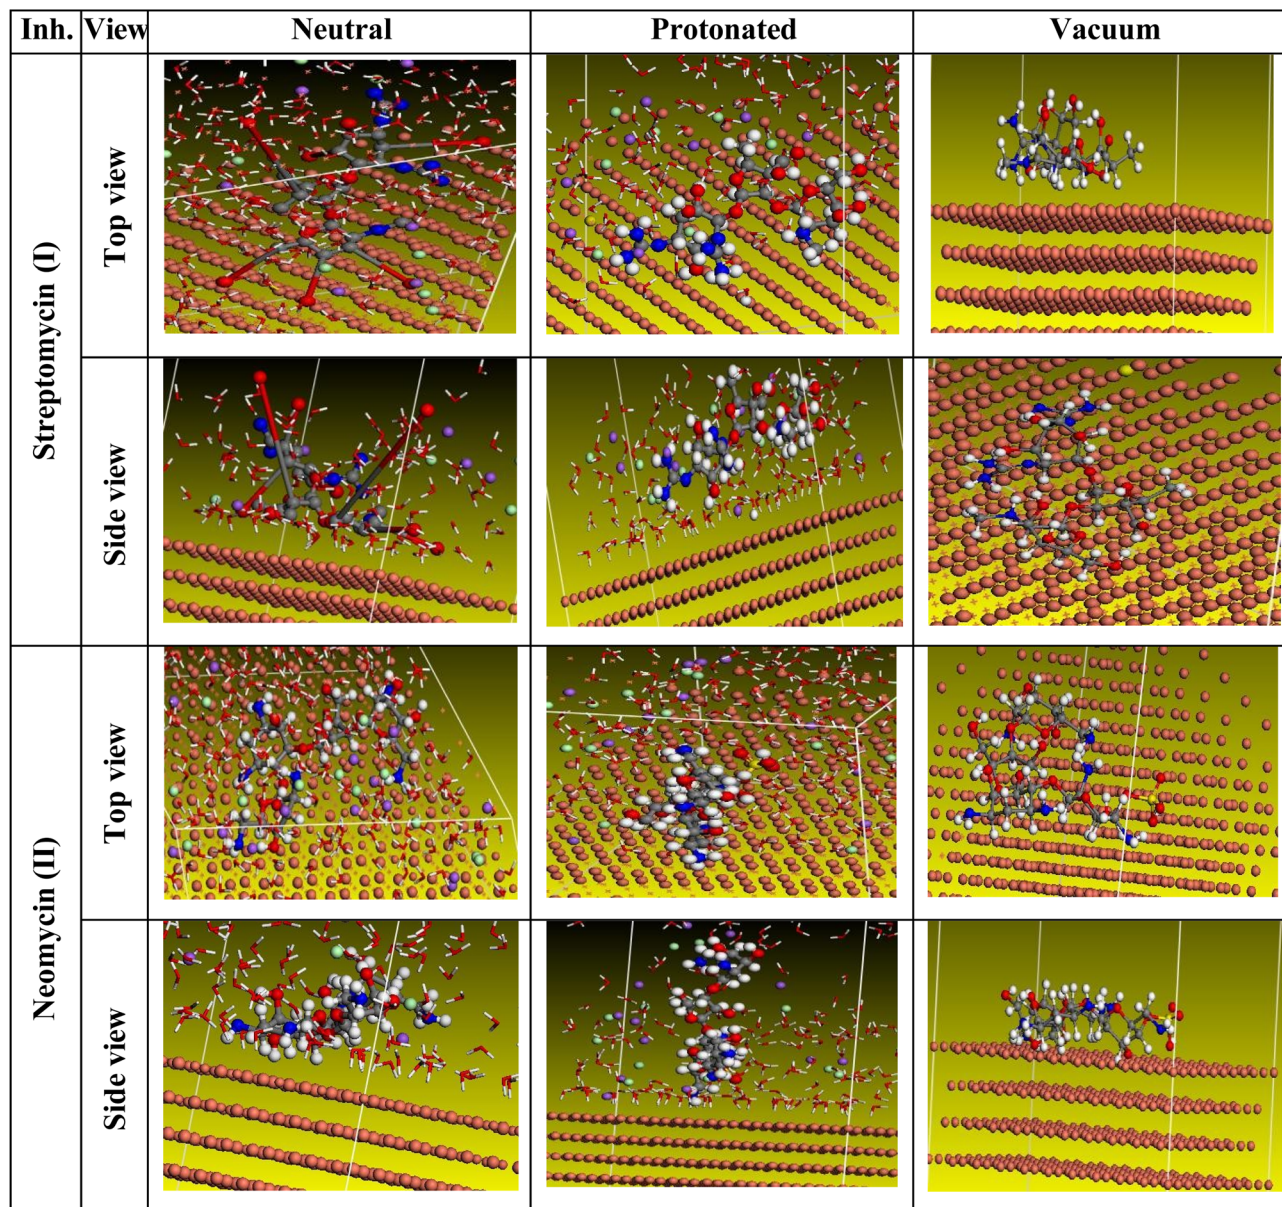 Inh. View Neutral Protonated Vacuum
Streptomycin (I)
Top view
Side view
Neomycin (II)
Top view
Side view